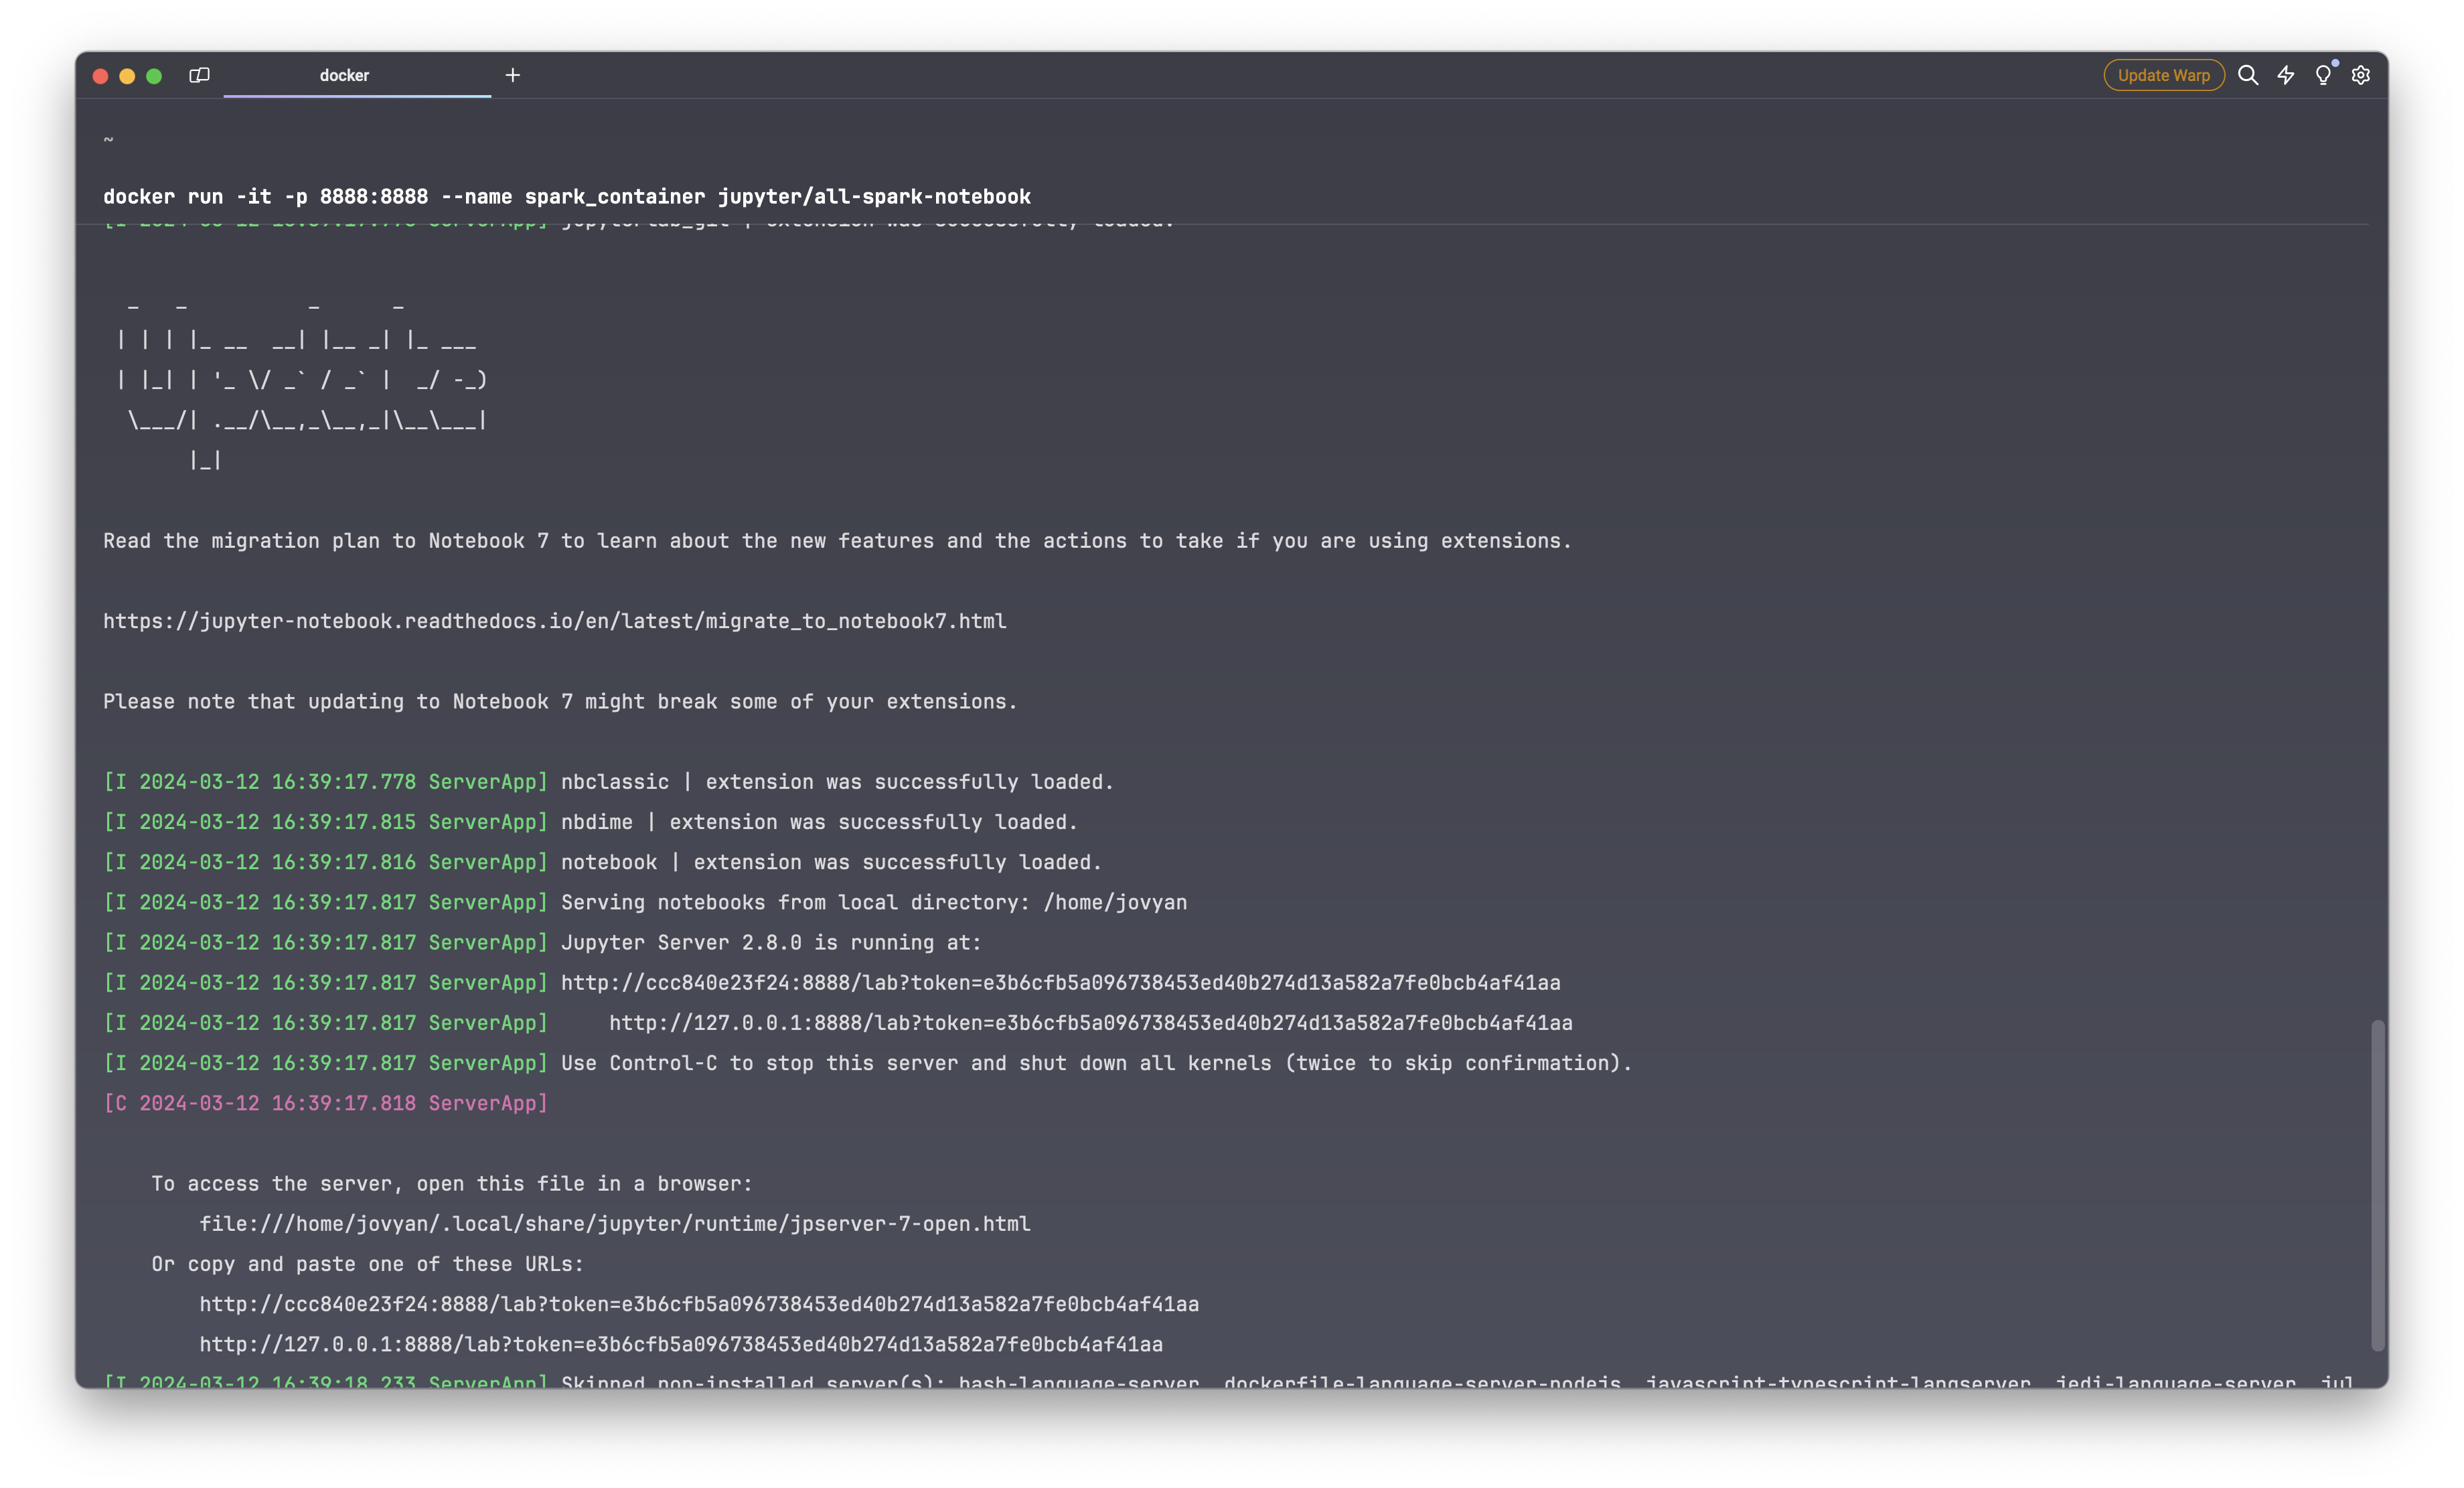 docker
Update Warp
~
docker run -it -p 8888:8888 --name spark_container jupyter/all-spark-notebook
[I 2024-03-12 16:39:17.778 ServerApp] jupyterlab_git | extension was successfully loaded.
  _   _          _      _
 | | | |_ __  __| |__ _| |_ ___
 | |_| | '_ \/ _` / _` |  _/ -_)
  \___/| .__/\__,_\__,_|\__\___|
       |_|
Read the migration plan to Notebook 7 to learn about the new features and the actions to take if you are using extensions.
https://jupyter-notebook.readthedocs.io/en/latest/migrate_to_notebook7.html
Please note that updating to Notebook 7 might break some of your extensions.
[I 2024-03-12 16:39:17.778 ServerApp] nbclassic | extension was successfully loaded.
[I 2024-03-12 16:39:17.815 ServerApp] nbdime | extension was successfully loaded.
[I 2024-03-12 16:39:17.816 ServerApp] notebook | extension was successfully loaded.
[I 2024-03-12 16:39:17.817 ServerApp] Serving notebooks from local directory: /home/jovyan
[I 2024-03-12 16:39:17.817 ServerApp] Jupyter Server 2.8.0 is running at:
[I 2024-03-12 16:39:17.817 ServerApp] http://ccc840e23f24:8888/lab?token=e3b6cfb5a096738453ed40b274d13a582a7fe0bcb4af41aa
[I 2024-03-12 16:39:17.817 ServerApp]     http://127.0.0.1:8888/lab?token=e3b6cfb5a096738453ed40b274d13a582a7fe0bcb4af41aa
[I 2024-03-12 16:39:17.817 ServerApp] Use Control-C to stop this server and shut down all kernels (twice to skip confirmation).
[C 2024-03-12 16:39:17.818 ServerApp]
    To access the server, open this file in a browser:
        file:///home/jovyan/.local/share/jupyter/runtime/jpserver-7-open.html
    Or copy and paste one of these URLs:
        http://ccc840e23f24:8888/lab?token=e3b6cfb5a096738453ed40b274d13a582a7fe0bcb4af41aa
        http://127.0.0.1:8888/lab?token=e3b6cfb5a096738453ed40b274d13a582a7fe0bcb4af41aa
[I 2024-03-12 16:39:18.233 ServerApp] Skipped non-installed server(s): bash-language-server, dockerfile-language-server-nodejs, javascript-typescript-langserver, jedi-language-server, jul